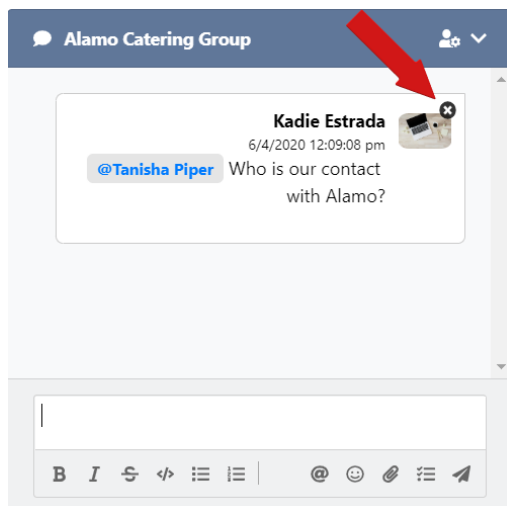 Alamo Catering Group
Kadie Estrada
6/4/2020 12:09:08 pm
@Tanisha Piper Who is our contact
with Alamo?